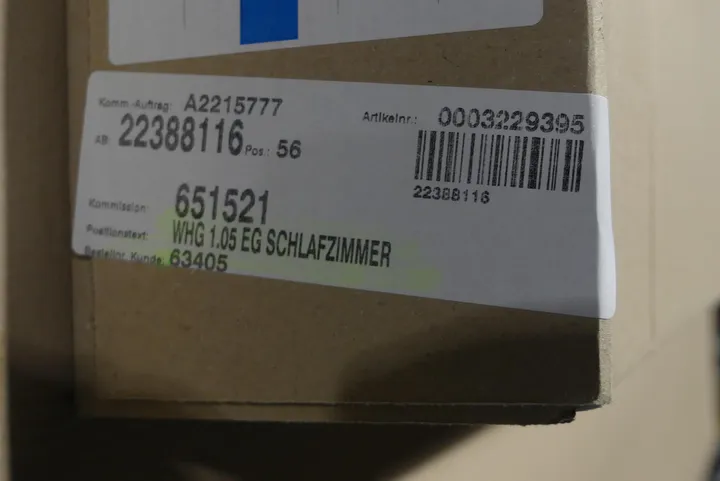 Komm.-Auftrag: A2215777
Artikelnr.: 0003229395
AB: 22388116 Pos.: 56
22388116
Kommission: 651521
Positionstext: WHG 1.05 EG SCHLAFZIMMER
Bestellnr. Kunde: 63405